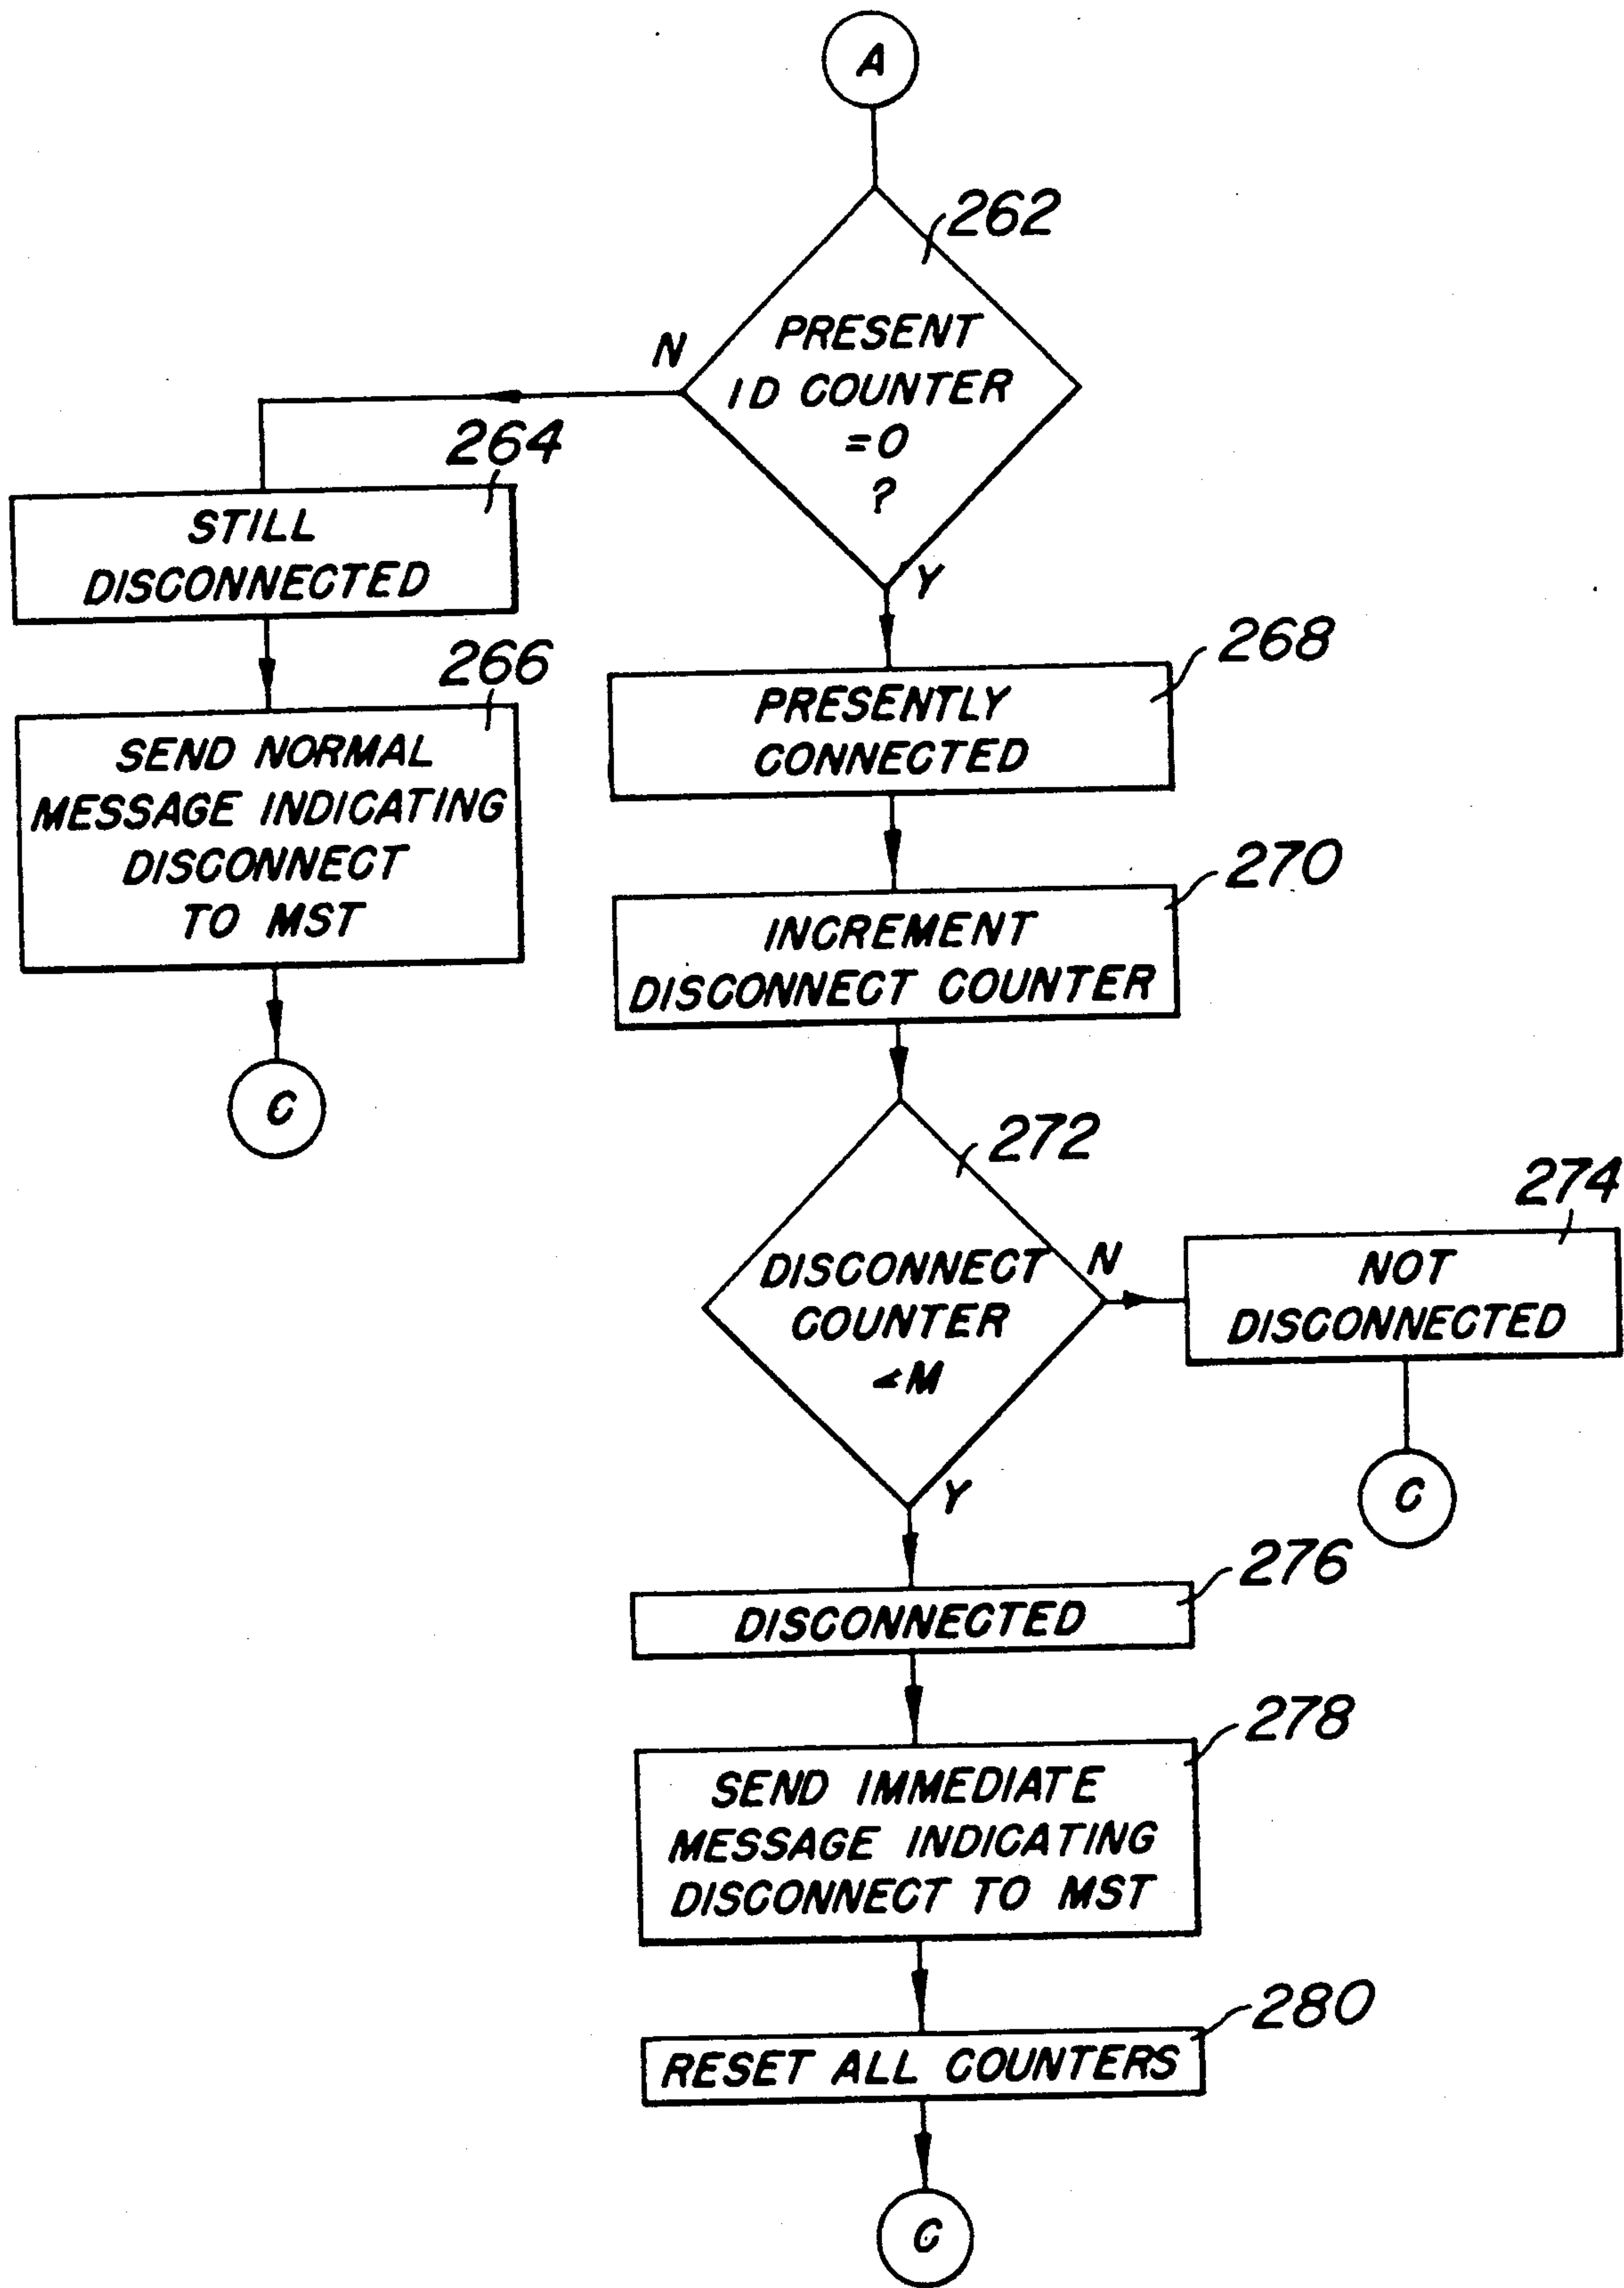 A
262
PRESENT
ID COUNTER
=0
?
N
Y
264
STILL
DISCONNECTED
266
SEND NORMAL
MESSAGE INDICATING
DISCONNECT
TO MST
C
268
PRESENTLY
CONNECTED
270
INCREMENT
DISCONNECT COUNTER
272
DISCONNECT
COUNTER
<M
N
Y
274
NOT
DISCONNECTED
C
276
DISCONNECTED
278
SEND IMMEDIATE
MESSAGE INDICATING
DISCONNECT TO MST
280
RESET ALL COUNTERS
C